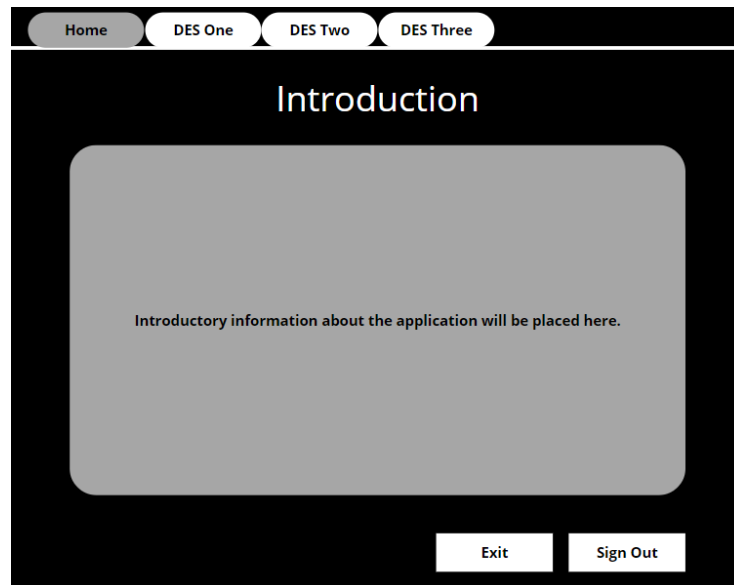 Home DES One DES Two DES Three
Introduction
Introductory information about the application will be placed here.
Exit Sign Out